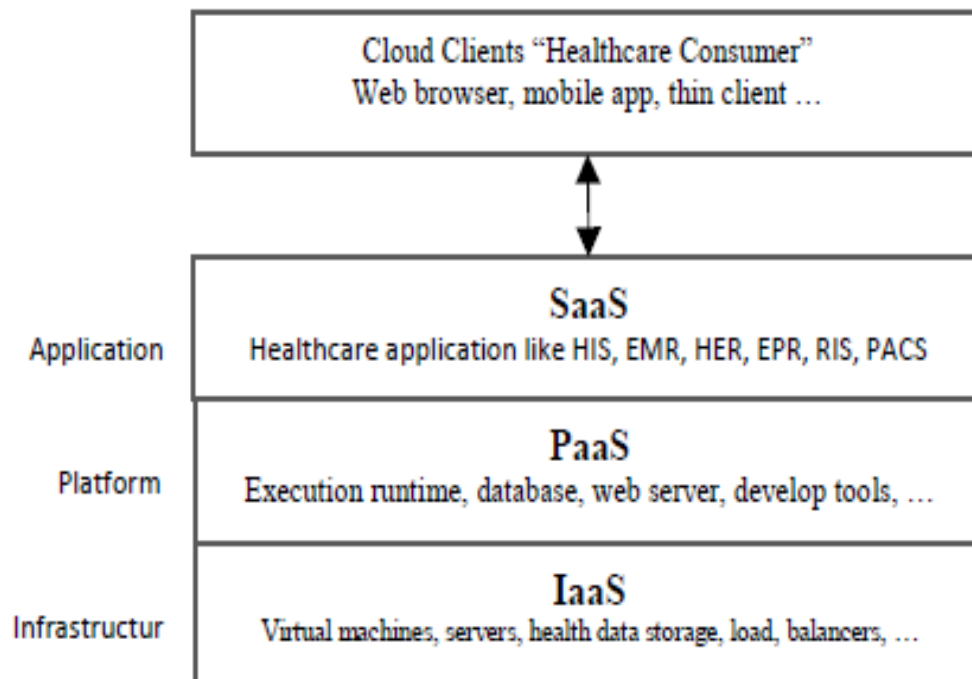 Cloud Clients “Healthcare Consumer”
Web browser, mobile app, thin client …
SaaS
Application
Healthcare application like HIS, EMR, HER, EPR, RIS, PACS
PaaS
Platform
Execution runtime, database, web server, develop tools, …
IaaS
Infrastructur
Virtual machines, servers, health data storage, load, balancers, …